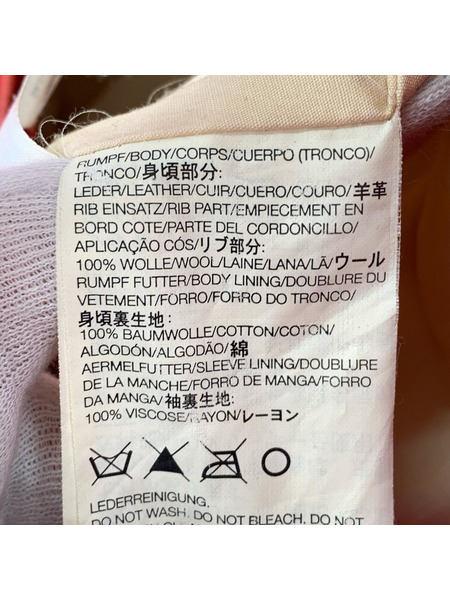 RUMPF/BODY/CORPS/CUERPO (TRONCO)/
TRONCO/身頃部分:
LEDER/LEATHER/CUIR/CUERO/COURO/羊革
RIB EINSATZ/RIB PART/EMPIECEMENT EN
BORD COTE/PARTE DEL CORDONCILLO/
APLICAÇÃO CÓS/リブ部分:
100% WOLLE/WOOL/LAINE/LANA/LÃ/ウール
RUMPF FUTTER/BODY LINING/DOUBLURE DU
VETEMENT/FORRO/FORRO DO TRONCO/
身頃裏生地:
100% BAUMWOLLE/COTTON/COTON/
ALGODÓN/ALGODÃO/綿
AERMELFUTTER/SLEEVE LINING/DOUBLURE
DE LA MANCHE/FORRO DE MANGA/FORRO
DA MANGA/袖裏生地:
100% VISCOSE/RAYON/レーヨン
LEDERREINIGUNG.
DO NOT WASH. DO NOT BLEACH. DO NOT